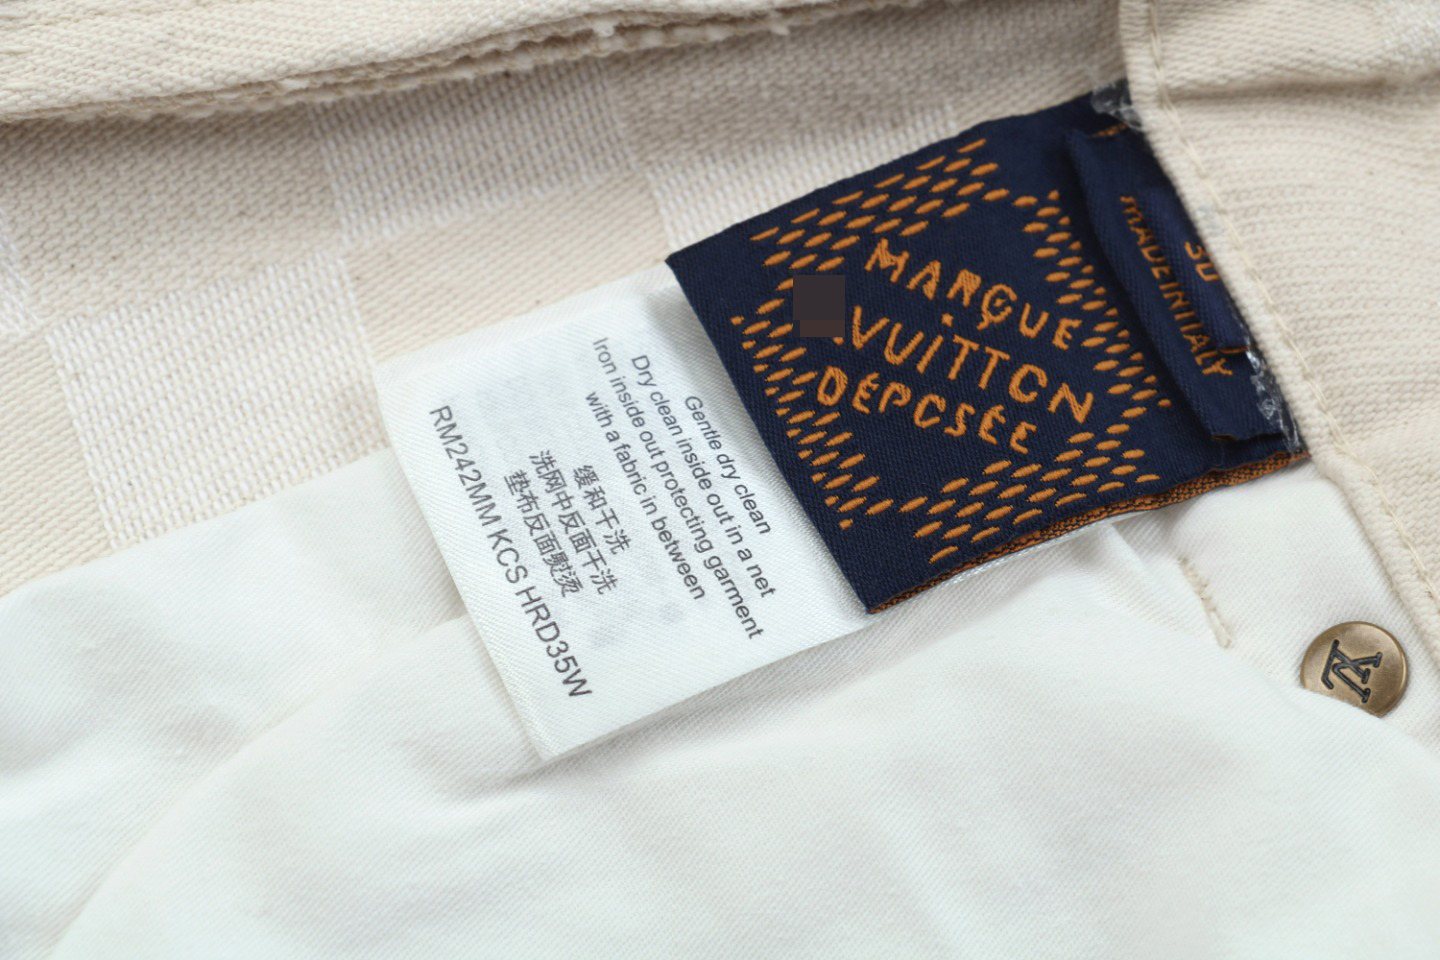 MARQUE
VUITTON
DÉPOSÉE
MADE IN ITALY
Gentle dry clean
Dry clean inside out in a net
Iron inside out protecting garment
with a fabric in between
缓和干洗
洗网中反面干洗
垫布反面熨烫
RM242MM KCS HRD35W